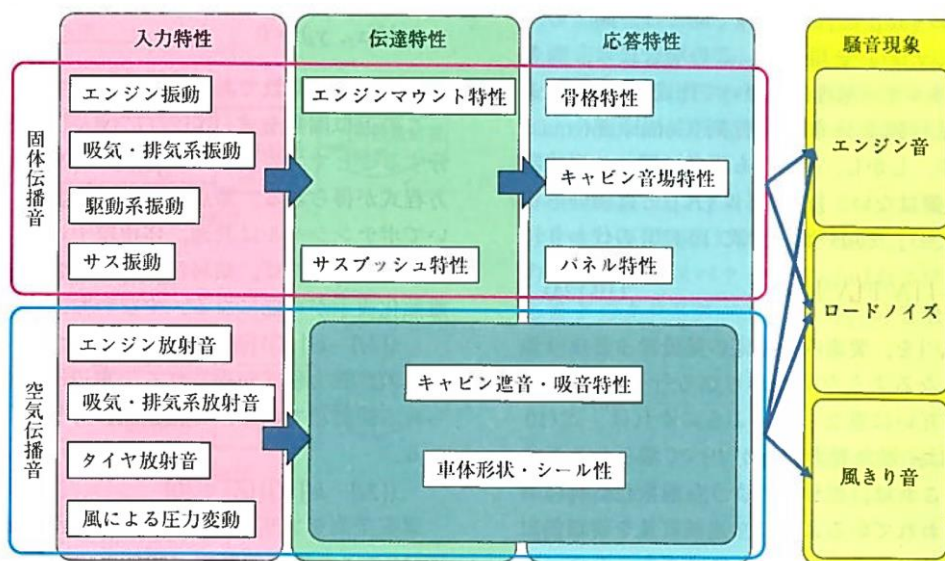 入力特性
伝達特性
応答特性
騒音現象
固体伝播音
エンジン振動
吸気・排気系振動
駆動系振動
サス振動
エンジンマウント特性
サスブッシュ特性
骨格特性
キャビン音場特性
パネル特性
エンジン音
ロードノイズ
風きり音
空気伝播音
エンジン放射音
吸気・排気系放射音
タイヤ放射音
風による圧力変動
キャビン遮音・吸音特性
車体形状・シール性